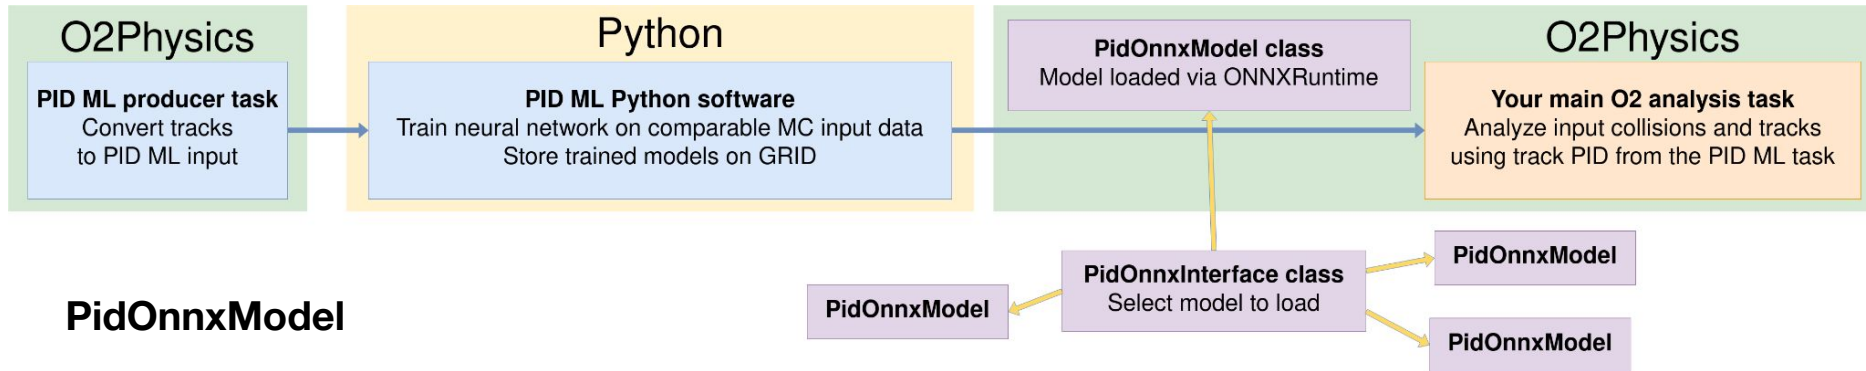 O2Physics
PID ML producer task
Convert tracks
to PID ML input
Python
PID ML Python software
Train neural network on comparable MC input data
Store trained models on GRID
O2Physics
PidOnnxModel class
Model loaded via ONNXRuntime
Your main O2 analysis task
Analyze input collisions and tracks
using track PID from the PID ML task
PidOnnxModel
PidOnnxModel
PidOnnxInterface class
Select model to load
PidOnnxModel
PidOnnxModel